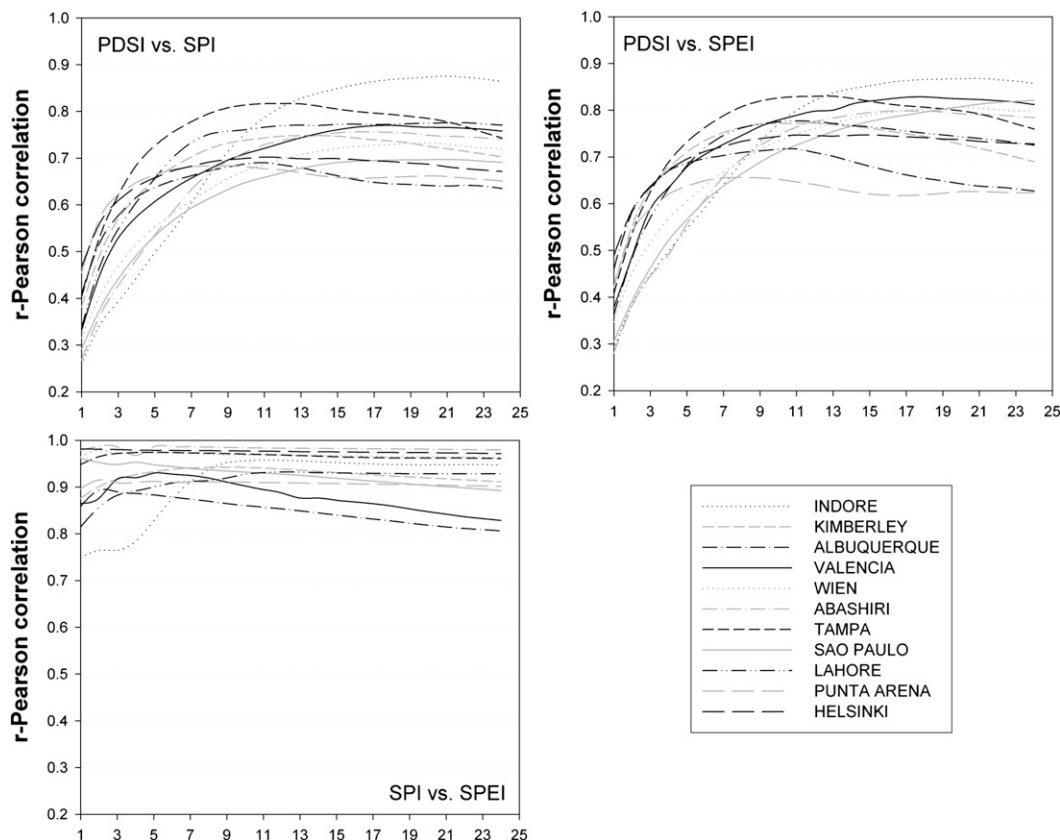 PDSI vs. SPI
r-Pearson correlation
1.0
0.9
0.8
0.7
0.6
0.5
0.4
0.3
0.2
1 3 5 7 9 11 13 15 17 19 21 23 25
PDSI vs. SPEI
r-Pearson correlation
1.0
0.9
0.8
0.7
0.6
0.5
0.4
0.3
0.2
1 3 5 7 9 11 13 15 17 19 21 23 25
r-Pearson correlation
1.0
0.9
0.8
0.7
0.6
0.5
0.4
0.3
0.2
SPI vs. SPEI
1 3 5 7 9 11 13 15 17 19 21 23 25
INDORE
KIMBERLEY
ALBUQUERQUE
VALENCIA
WIEN
ABASHIRI
TAMPA
SAO PAULO
LAHORE
PUNTA ARENA
HELSINKI